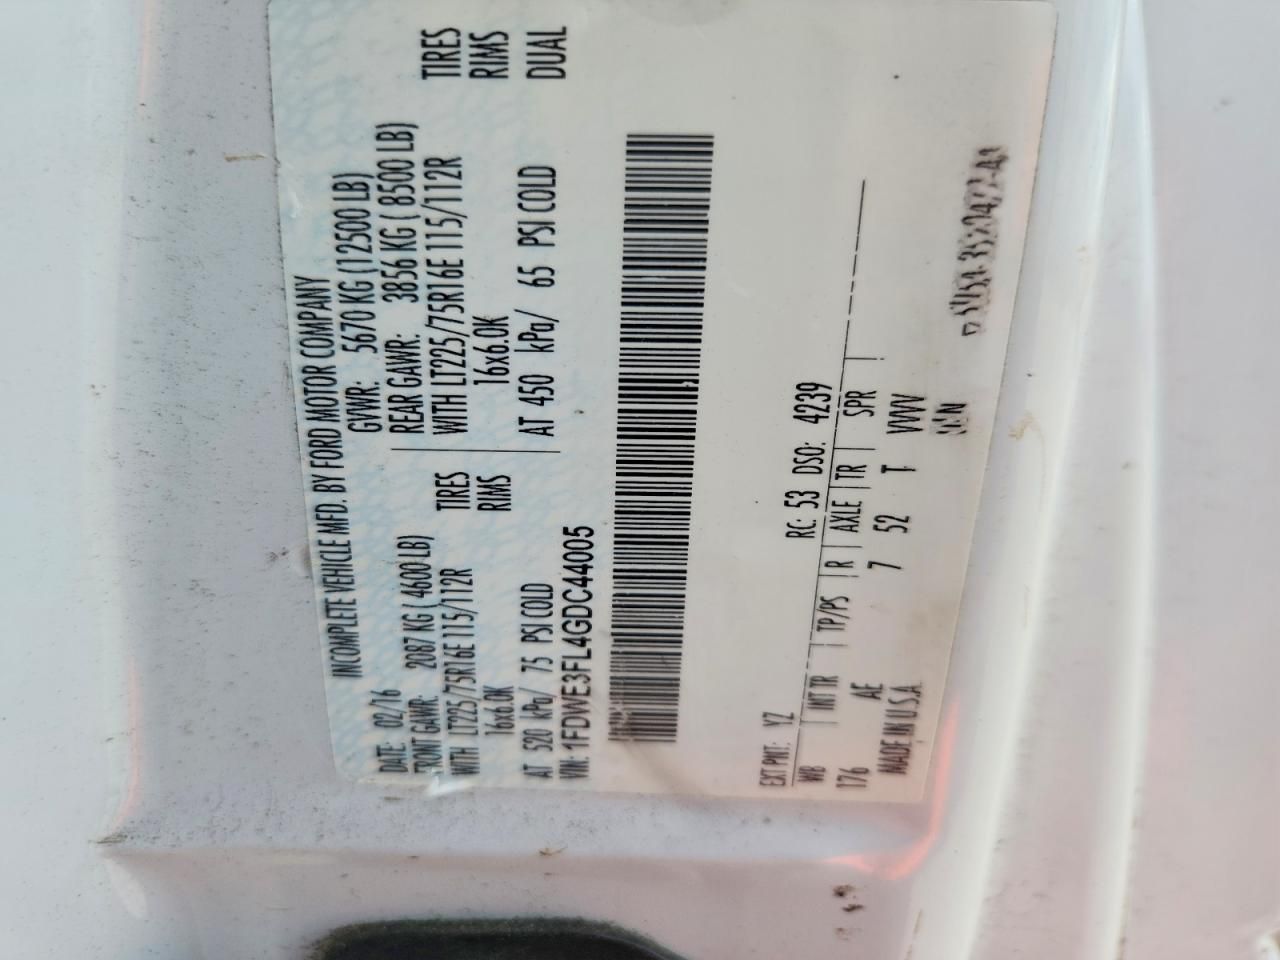 INCOMPLETE VEHICLE MFD. BY FORD MOTOR COMPANY
DATE: 02/16 GVWR: 5670 KG (12500 LB)
FRONT GAWR: 2087 KG ( 4600 LB) REAR GAWR: 3856 KG ( 8500 LB)
WITH LT225/75R16E 115/112R TIRES WITH LT225/75R16E 115/112R TIRES
16x6.0K RIMS 16x6.0K RIMS
AT 520 kPa/ 75 PSI COLD AT 450 kPa/ 65 PSI COLD DUAL
VIN: 1FDWE3FL4GDC44005
EXT PNT: YZ RC: 53 DSO: 4239
WB | INT TR | TP/PS | R | AXLE | TR | SPR |
176 AE 7 52 T VVV
MADE IN U.S.A.